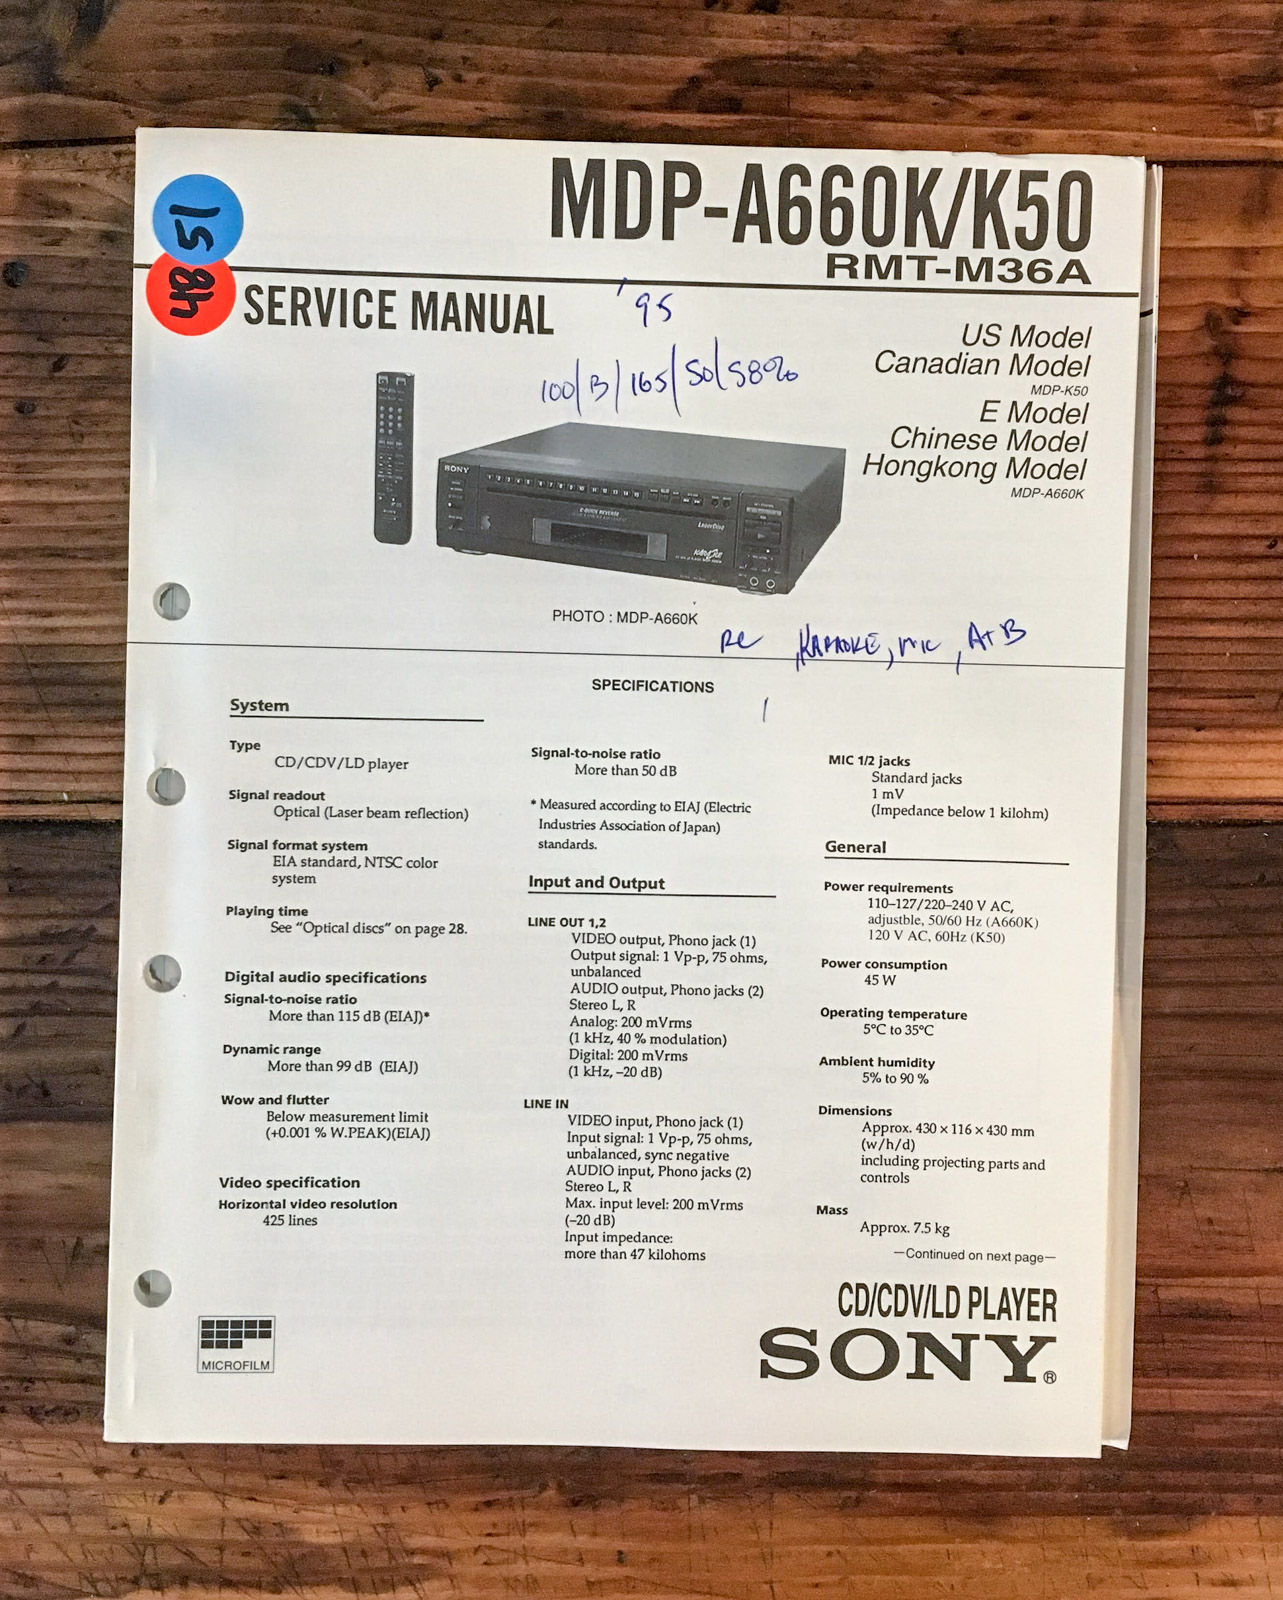 MDP-A660K/K50
RMT-M36A
51
48
SERVICE MANUAL
'95
100/B/165/50/58%
US Model
Canadian Model
MDP-K50
E Model
Chinese Model
Hongkong Model
MDP-A660K
SONY
LaserDisc
PHOTO : MDP-A660K
RC , KARAOKE, MIC , A+B
SPECIFICATIONS
System
Type
CD/CDV/LD player
Signal readout
Optical (Laser beam reflection)
Signal format system
EIA standard, NTSC color
system
Playing time
See "Optical discs" on page 28.
Digital audio specifications
Signal-to-noise ratio
More than 115 dB (EIAJ)*
Dynamic range
More than 99 dB (EIAJ)
Wow and flutter
Below measurement limit
(+0.001 % W.PEAK)(EIAJ)
Video specification
Horizontal video resolution
425 lines
Signal-to-noise ratio
More than 50 dB
* Measured according to EIAJ (Electric
Industries Association of Japan)
standards.
Input and Output
LINE OUT 1,2
VIDEO output, Phono jack (1)
Output signal: 1 Vp-p, 75 ohms,
unbalanced
AUDIO output, Phono jacks (2)
Stereo L, R
Analog: 200 mVrms
(1 kHz, 40 % modulation)
Digital: 200 mVrms
(1 kHz, –20 dB)
LINE IN
VIDEO input, Phono jack (1)
Input signal: 1 Vp-p, 75 ohms,
unbalanced, sync negative
AUDIO input, Phono jacks (2)
Stereo L, R
Max. input level: 200 mVrms
(–20 dB)
Input impedance:
more than 47 kilohoms
MIC 1/2 jacks
Standard jacks
1 mV
(Impedance below 1 kilohm)
General
Power requirements
110–127/220–240 V AC,
adjustble, 50/60 Hz (A660K)
120 V AC, 60Hz (K50)
Power consumption
45 W
Operating temperature
5°C to 35°C
Ambient humidity
5% to 90 %
Dimensions
Approx. 430 × 116 × 430 mm
(w/h/d)
including projecting parts and
controls
Mass
Approx. 7.5 kg
—Continued on next page—
MICROFILM
CD/CDV/LD PLAYER
SONY®